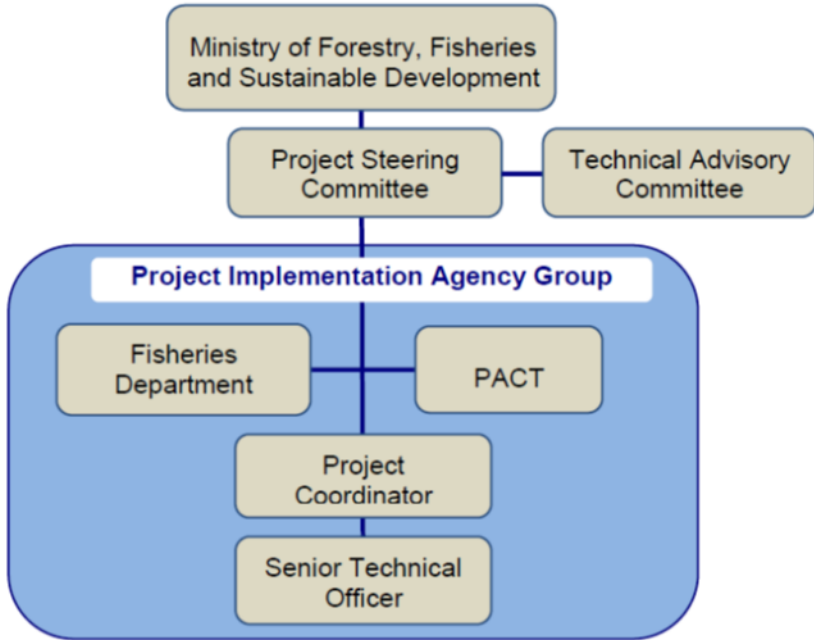 Ministry of Forestry, Fisheries
and Sustainable Development
Project Steering
Committee
Technical Advisory
Committee
Project Implementation Agency Group
Fisheries
Department
PACT
Project
Coordinator
Senior Technical
Officer